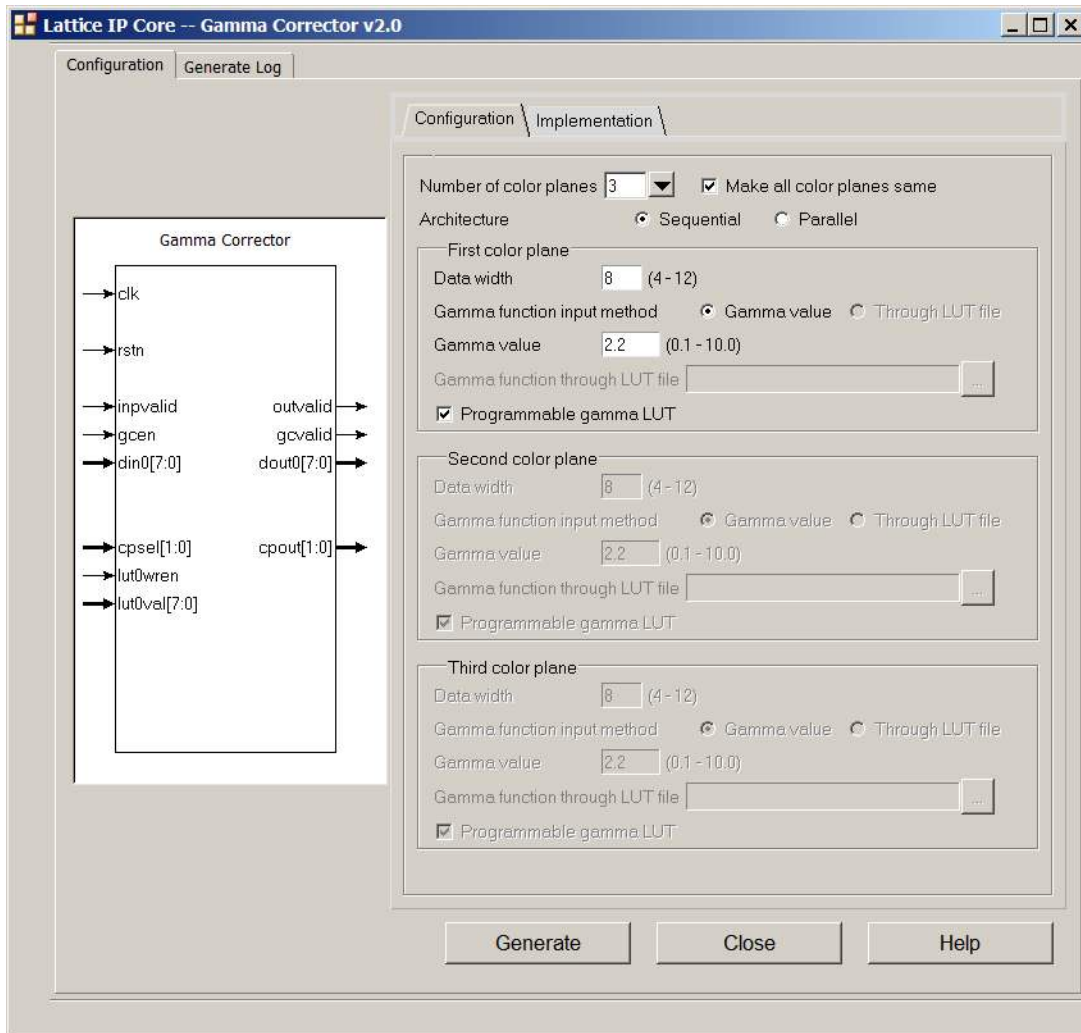 Lattice IP Core -- Gamma Corrector v2.0
Configuration Generate Log
Configuration Implementation
Number of color planes 3 Make all color planes same
Architecture Sequential Parallel
First color plane
Data width 8 (4 - 12)
Gamma function input method Gamma value Through LUT file
Gamma value 2.2 (0.1 - 10.0)
Gamma function through LUT file ...
Programmable gamma LUT
Second color plane
Data width 8 (4 - 12)
Gamma function input method Gamma value Through LUT file
Gamma value 2.2 (0.1 - 10.0)
Gamma function through LUT file ...
Programmable gamma LUT
Third color plane
Data width 8 (4 - 12)
Gamma function input method Gamma value Through LUT file
Gamma value 2.2 (0.1 - 10.0)
Gamma function through LUT file ...
Programmable gamma LUT
Gamma Corrector
clk
rstn
inpvalid outvalid
gcen gcvalid
din0[7:0] dout0[7:0]
cpsel[1:0] cpout[1:0]
lut0wren
lut0val[7:0]
Generate Close Help